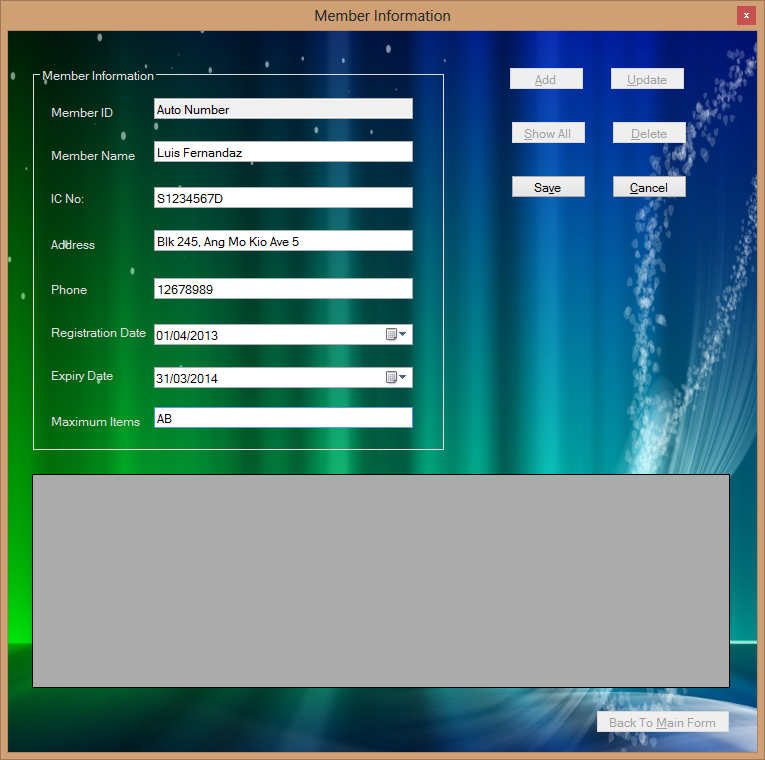 Member Information
x
Member Information
Add Update
Member ID Auto Number
Show All Delete
Member Name Luis Fernandaz
Save Cancel
IC No: S1234567D
Address Blk 245, Ang Mo Kio Ave 5
Phone 12678989
Registration Date 01/04/2013
Expiry Date 31/03/2014
Maximum Items AB
Back To Main Form